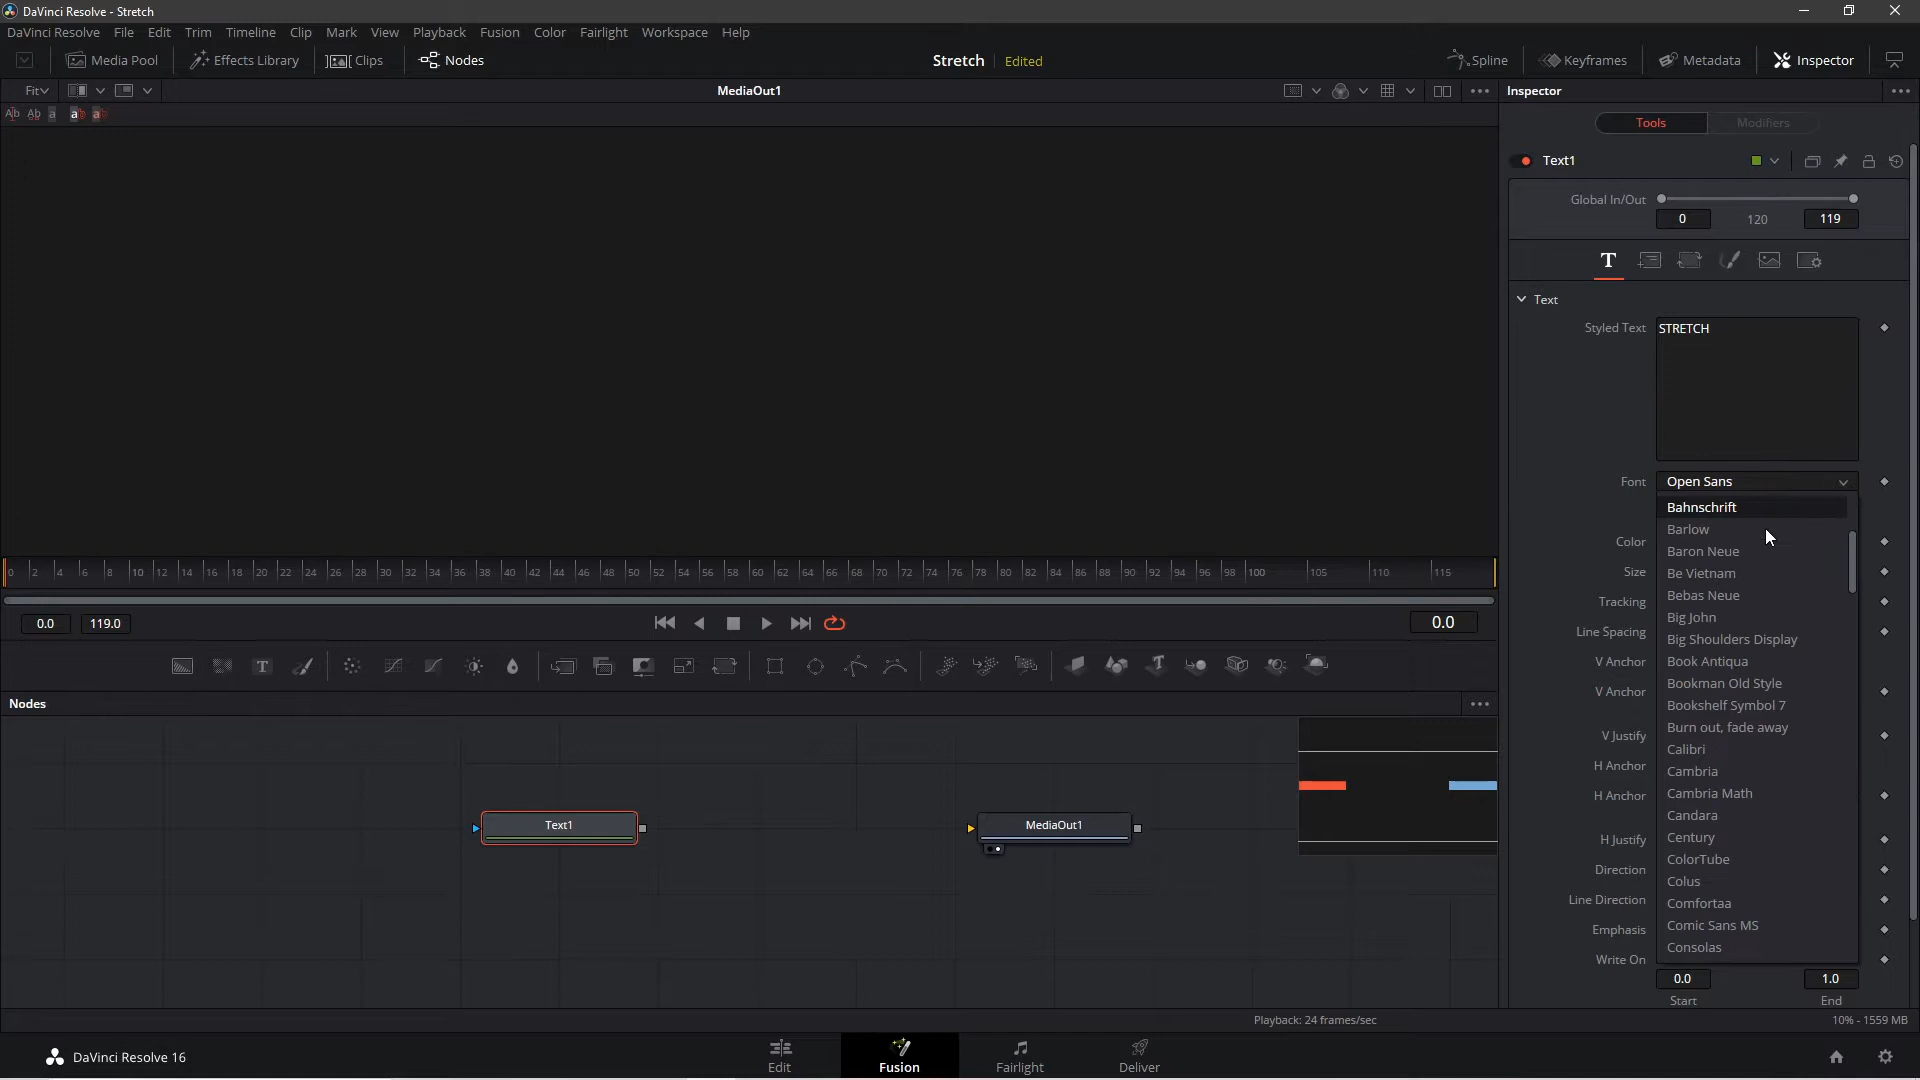 DaVinci Resolve - Stretch
DaVinci Resolve File Edit Trim Timeline Clip Mark View Playback Fusion Color Fairlight Workspace Help
Media Pool Effects Library Clips Nodes Stretch Edited Spline Keyframes Metadata Inspector
Fit MediaOut1 Inspector
Tools Modifiers
Text1
Global In/Out
0 120 119
T
Text
Styled Text STRETCH
Font Open Sans
Bahnschrift
Barlow
Color
Baron Neue
Size Be Vietnam
Bebas Neue
Tracking
Big John
Line Spacing
Big Shoulders Display
V Anchor Book Antiqua
Bookman Old Style
V Anchor
Bookshelf Symbol 7
Burn out, fade away
V Justify
Calibri
H Anchor
Cambria
Cambria Math
H Anchor
Candara
Century
H Justify
ColorTube
Direction
Colus
Line Direction
Comfortaa
Comic Sans MS
Emphasis
Consolas
Write On
0.0 1.0
Start End
0 2 4 6 8 10 12 14 16 18 20 22 24 26 28 30 32 34 36 38 40 42 44 46 48 50 52 54 56 58 60 62 64 66 68 70 72 74 76 78 80 82 84 86 88 90 92 94 96 98 100 105 110 115
0.0 119.0 0.0
Nodes
Text1 MediaOut1
Playback: 24 frames/sec 10% - 1559 MB
DaVinci Resolve 16
Edit Fusion Fairlight Deliver